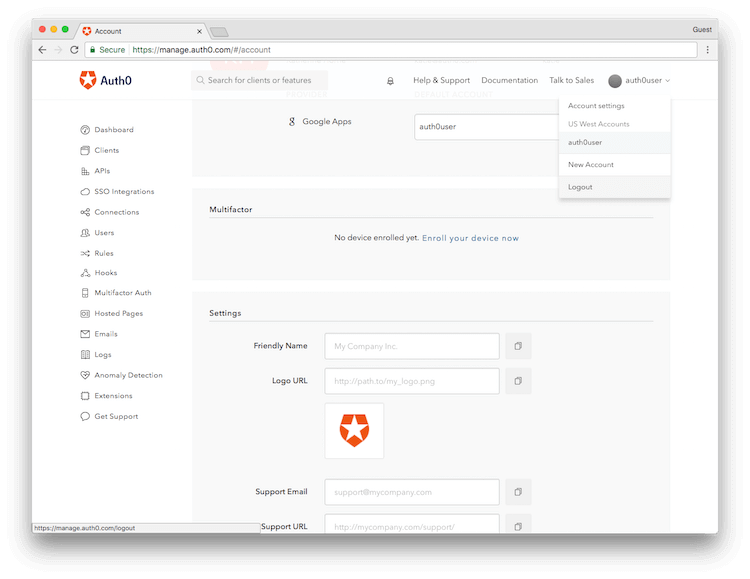 Account
Guest
Secure
https://manage.auth0.com/#/account
Auth0
Search for clients or features
Help & Support
Documentation
Talk to Sales
auth0user
Account settings
US West Accounts
auth0user
New Account
Logout
Dashboard
Clients
APIs
SSO Integrations
Connections
Users
Rules
Hooks
Multifactor Auth
Hosted Pages
Emails
Logs
Anomaly Detection
Extensions
Get Support
PROVIDER
DEFAULT ACCOUNT
Google Apps
auth0user
Multifactor
No device enrolled yet. Enroll your device now
Settings
Friendly Name
My Company Inc.
Logo URL
http://path.to/my_logo.png
Support Email
support@mycompany.com
Support URL
http://mycompany.com/support/
https://manage.auth0.com/logout